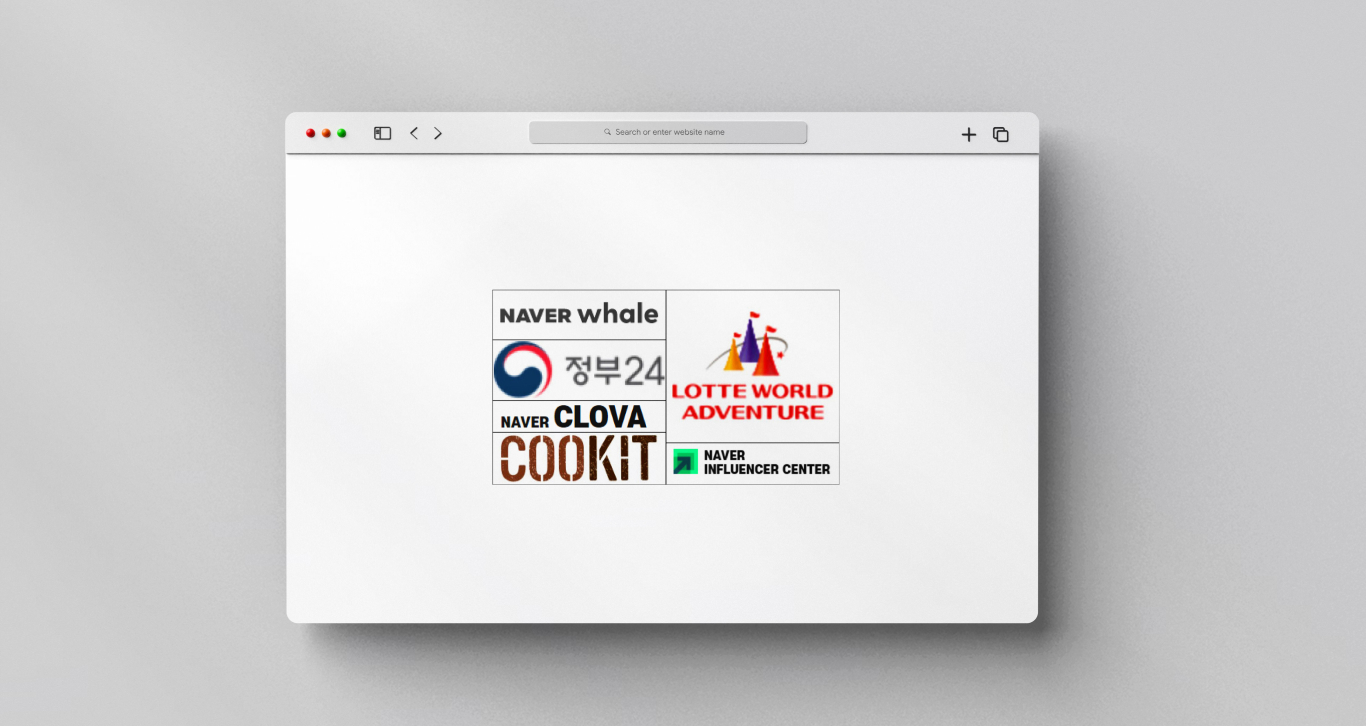 Search or enter website name
NAVER whale
정부24
NAVER CLOVA
COOKIT
LOTTE WORLD
ADVENTURE
NAVER
INFLUENCER CENTER